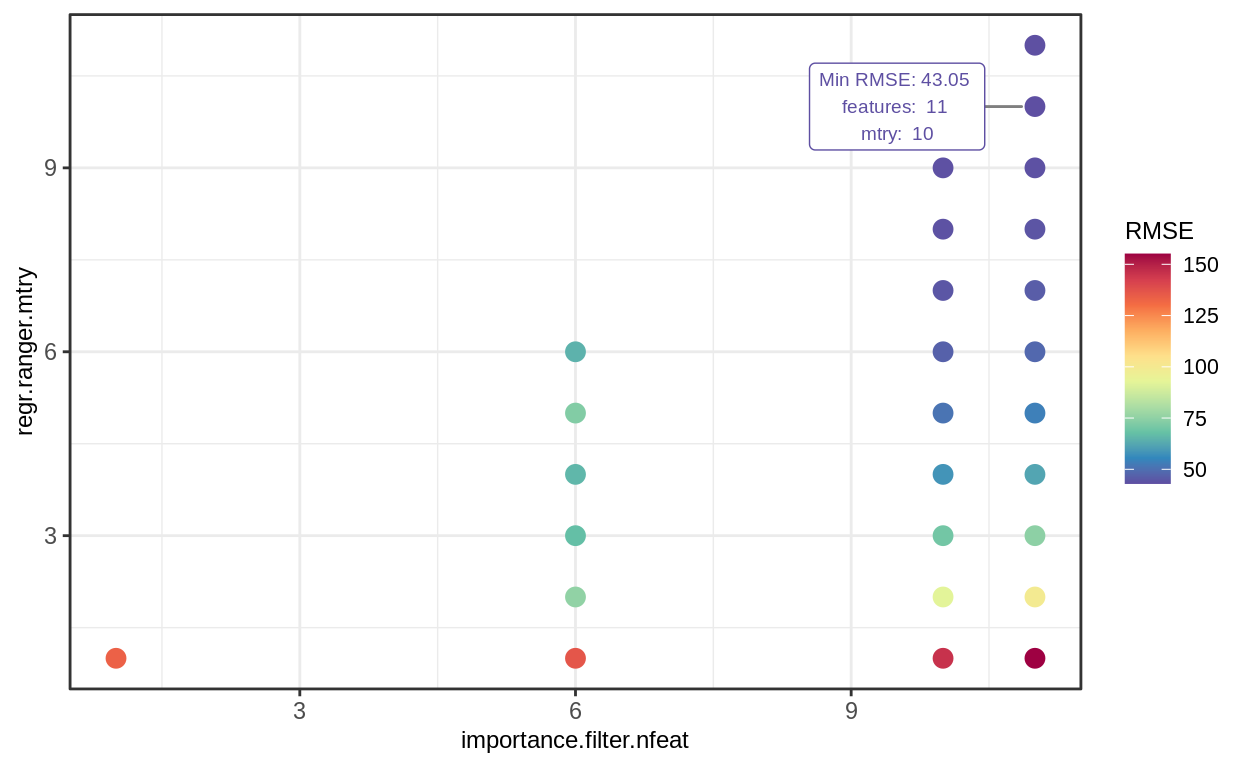 Min RMSE: 43.05
features: 11
mtry: 10
9
6
3
regr.ranger.mtry
3
6
9
importance.filter.nfeat
RMSE
150
125
100
75
50